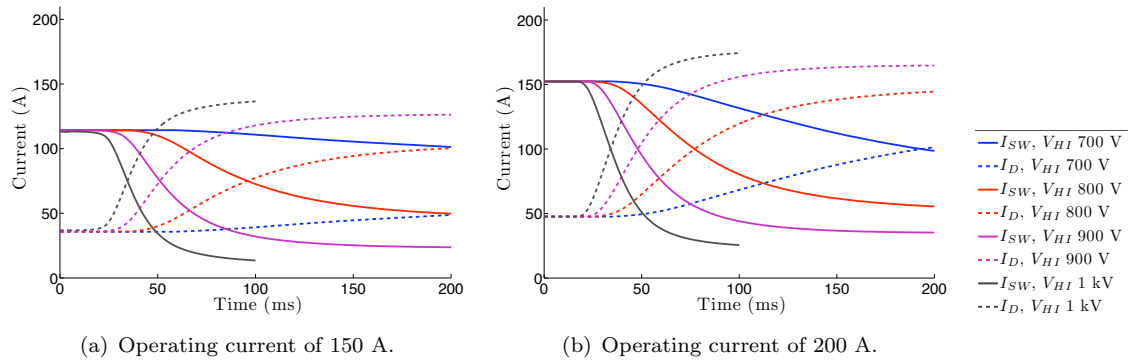 200
150
100
50
0
Current (A)
0
50
100
150
200
Time (ms)
(a) Operating current of 150 A.
200
150
100
50
0
Current (A)
0
50
100
150
200
Time (ms)
(b) Operating current of 200 A.
I_SW, V_HI 700 V
I_D, V_HI 700 V
I_SW, V_HI 800 V
I_D, V_HI 800 V
I_SW, V_HI 900 V
I_D, V_HI 900 V
I_SW, V_HI 1 kV
I_D, V_HI 1 kV